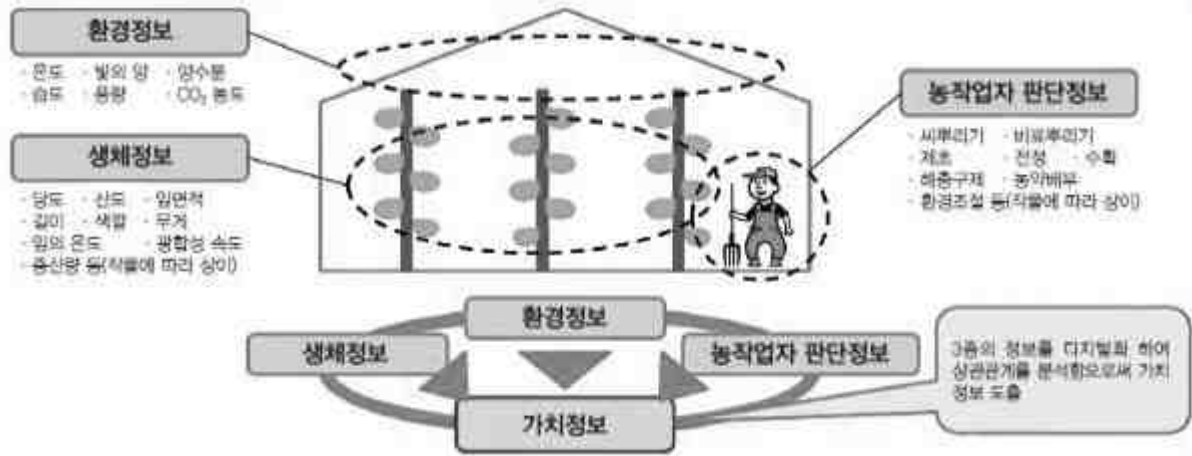 환경정보
· 온도 · 빛의 양 · 양수분
· 습도 · 풍량 · CO₂ 농도
생체정보
· 당도 · 산도 · 잎면적
· 길이 · 색깔 · 무게
· 잎의 온도 · 광합성 속도
· 증산량 등(작물에 따라 상이)
농작업자 판단정보
· 씨뿌리기 · 비료뿌리기
· 제초 · 전정 · 수확
· 해충구제 · 농약배부
· 환경조절 등(작물에 따라 상이)
환경정보
생체정보
농작업자 판단정보
가치정보
3종의 정보를 디지털화 하여
상관관계를 분석함으로써 가치
정보 도출